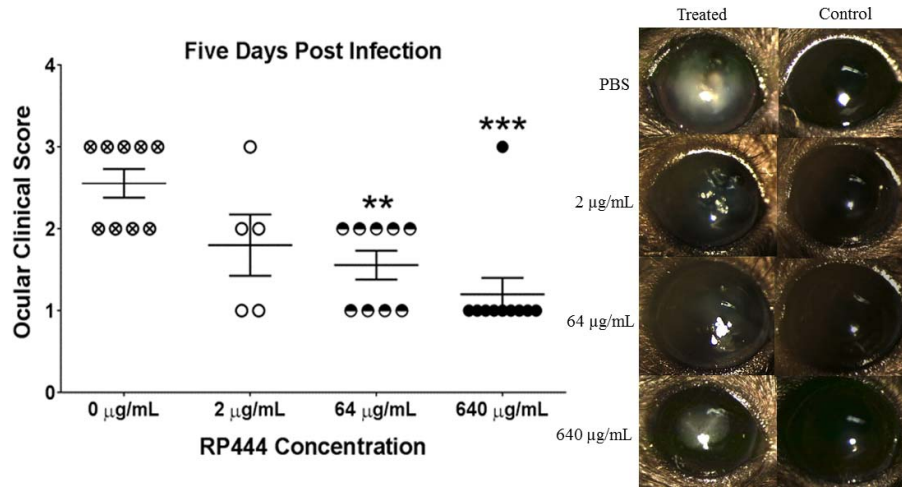 Five Days Post Infection
Ocular Clinical Score
4
3
2
1
0
**
***
0 μg/mL
2 μg/mL
64 μg/mL
640 μg/mL
RP444 Concentration
Treated
Control
PBS
2 μg/mL
64 μg/mL
640 μg/mL